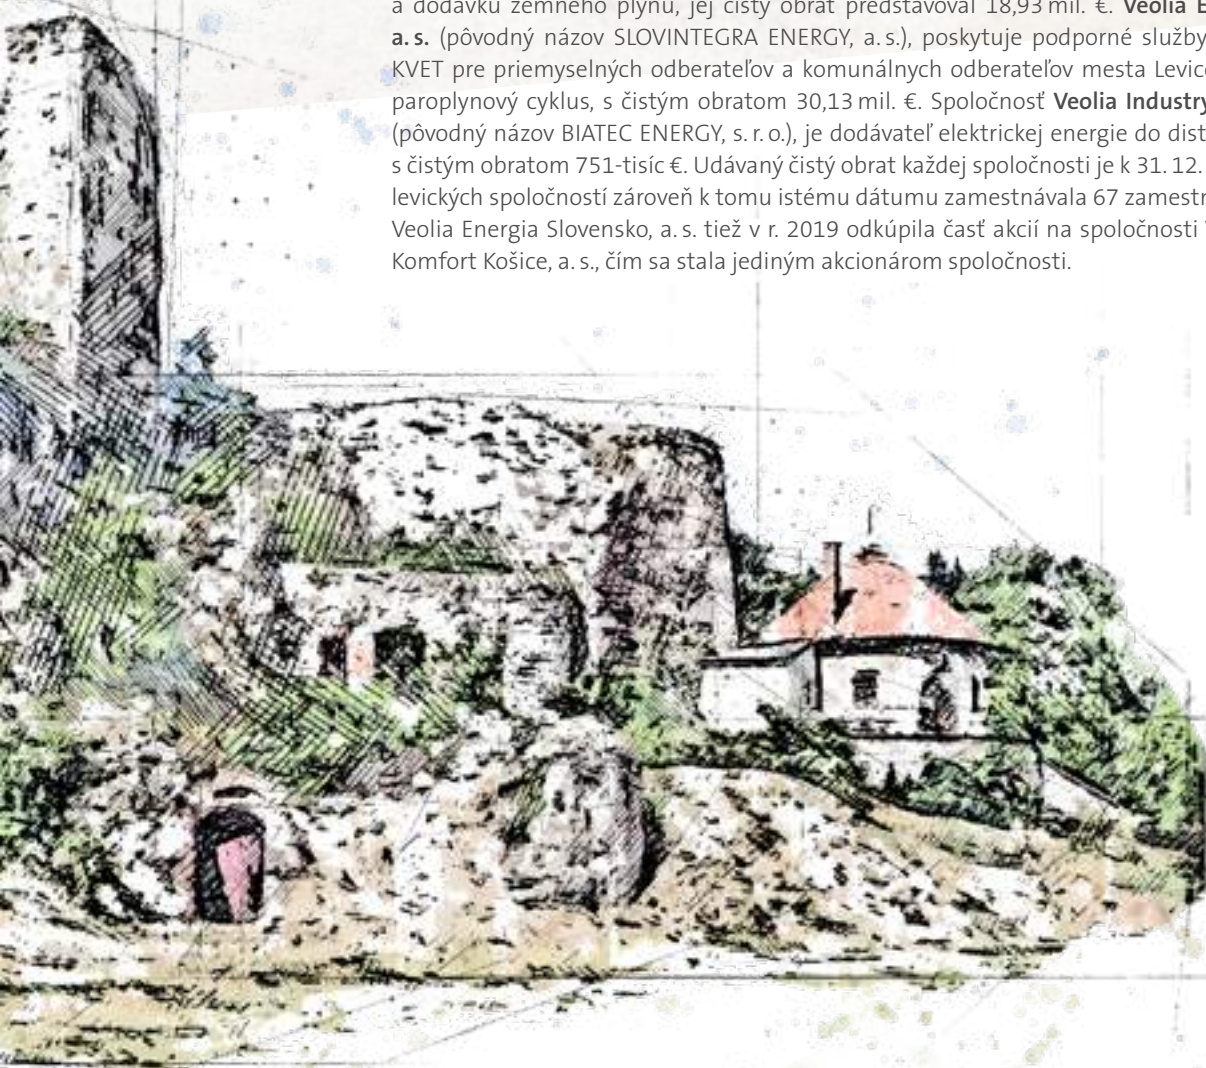 a dodávku zemného plynu, jej čistý obrat predstavoval 18,93 mil. €. Veolia E
a. s. (pôvodný názov SLOVINTEGRA ENERGY, a. s.), poskytuje podporné služby
KVET pre priemyselných odberateľov a komunálnych odberateľov mesta Levic
paroplynový cyklus, s čistým obratom 30,13 mil. €. Spoločnosť Veolia Industry
(pôvodný názov BIATEC ENERGY, s. r. o.), je dodávateľ elektrickej energie do dist
s čistým obratom 751-tisíc €. Udávaný čistý obrat každej spoločnosti je k 31. 12.
levických spoločností zároveň k tomu istému dátumu zamestnávala 67 zamestn
Veolia Energia Slovensko, a. s. tiež v r. 2019 odkúpila časť akcií na spoločnosti
Komfort Košice, a. s., čím sa stala jediným akcionárom spoločnosti.